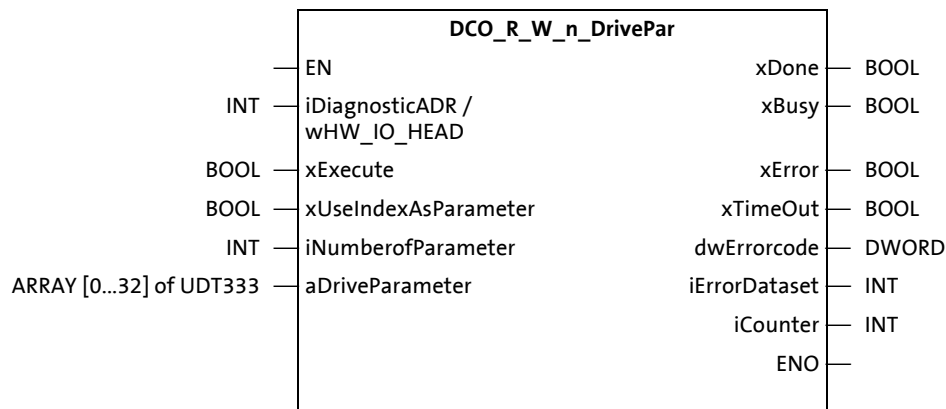 DCO_R_W_n_DrivePar
EN xDone BOOL
INT iDiagnosticADR / xBusy BOOL
wHW_IO_HEAD
BOOL xExecute xError BOOL
BOOL xUseIndexAsParameter xTimeOut BOOL
INT iNumberofParameter dwErrorcode DWORD
ARRAY [0...32] of UDT333 aDriveParameter iErrorDataset INT
iCounter INT
ENO